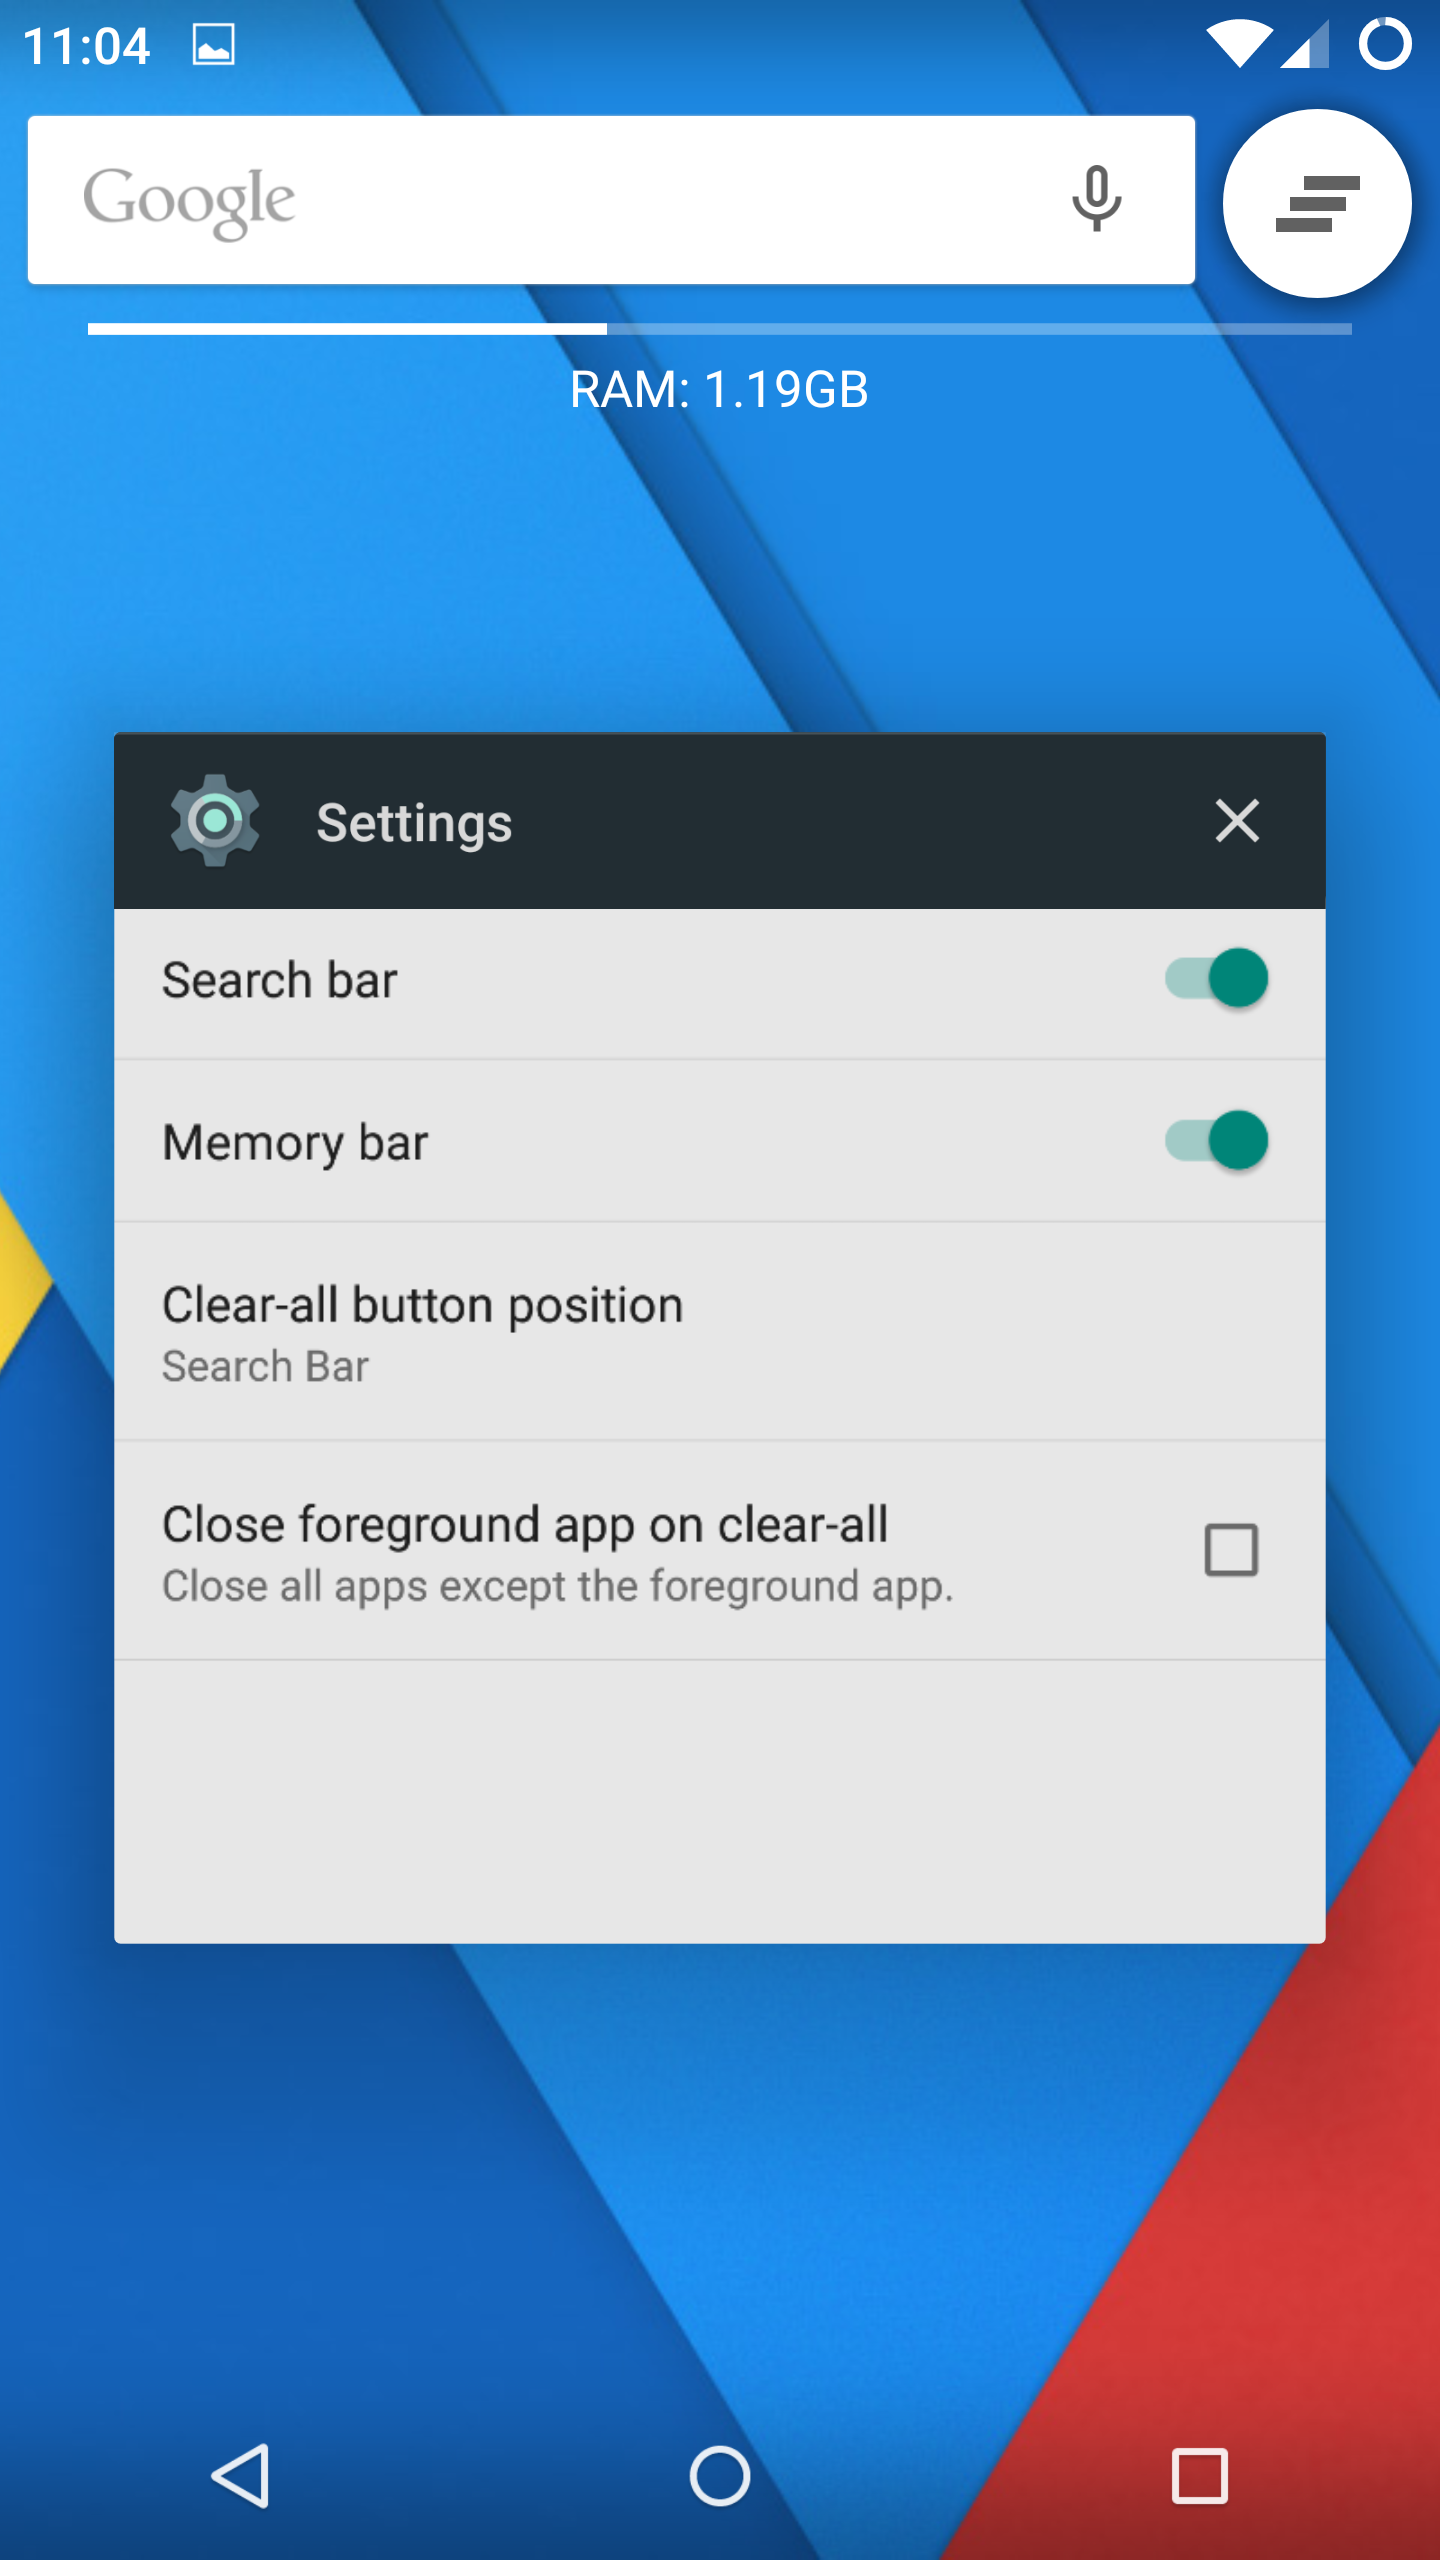 11:04
Google
RAM: 1.19GB
Settings
Search bar
Memory bar
Clear-all button position
Search Bar
Close foreground app on clear-all
Close all apps except the foreground app.